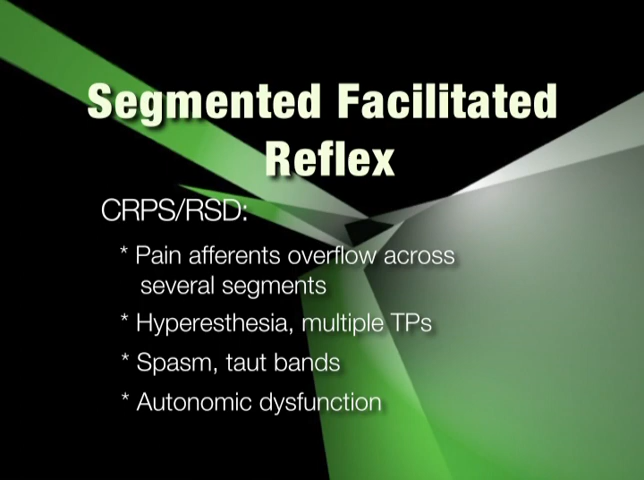 Segmented Facilitated
Reflex
CRPS/RSD:
* Pain afferents overflow across
several segments
* Hyperesthesia, multiple TPs
* Spasm, taut bands
* Autonomic dysfunction